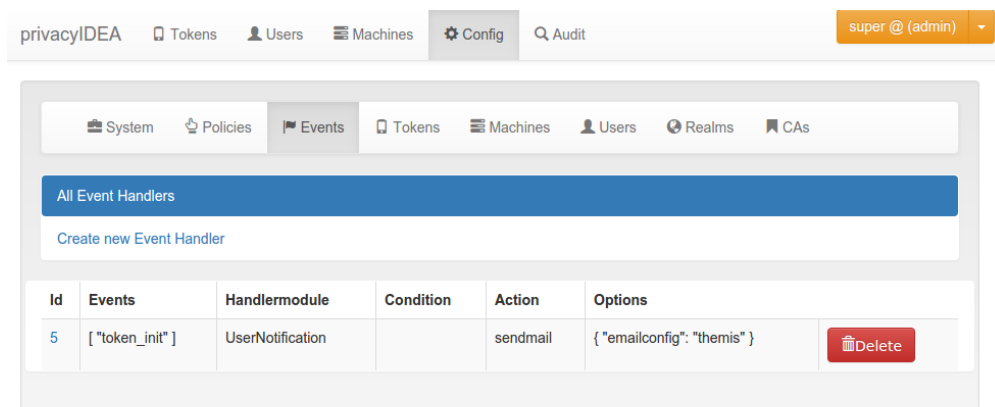 privacyIDEA Tokens Users Machines Config Audit super @ (admin)
System Policies Events Tokens Machines Users Realms CAs
All Event Handlers
Create new Event Handler
Id Events Handlermodule Condition Action Options
5 [ "token_init" ] UserNotification sendmail { "emailconfig": "themis" } Delete